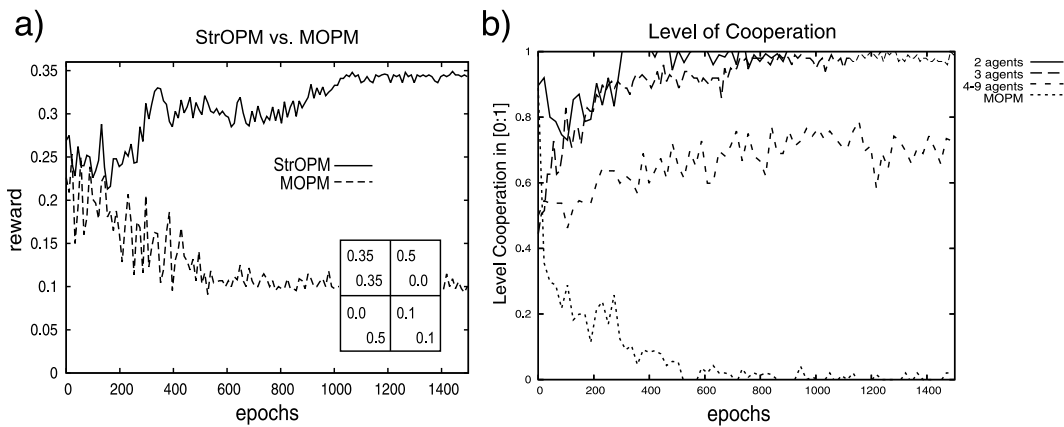 a)
StrOPM vs. MOPM
0.35
0.3
0.25
0.2
0.15
0.1
0.05
0
reward
StrOPM
MOPM
0.35 0.5
0.35 0.0
0.0 0.1
0.5 0.1
0 200 400 600 800 1000 1200 1400
epochs
b)
Level of Cooperation
1
0.8
0.6
0.4
0.2
0
Level Cooperation in [0:1]
2 agents
3 agents
4-9 agents
MOPM
0 200 400 600 800 1000 1200 1400
epochs